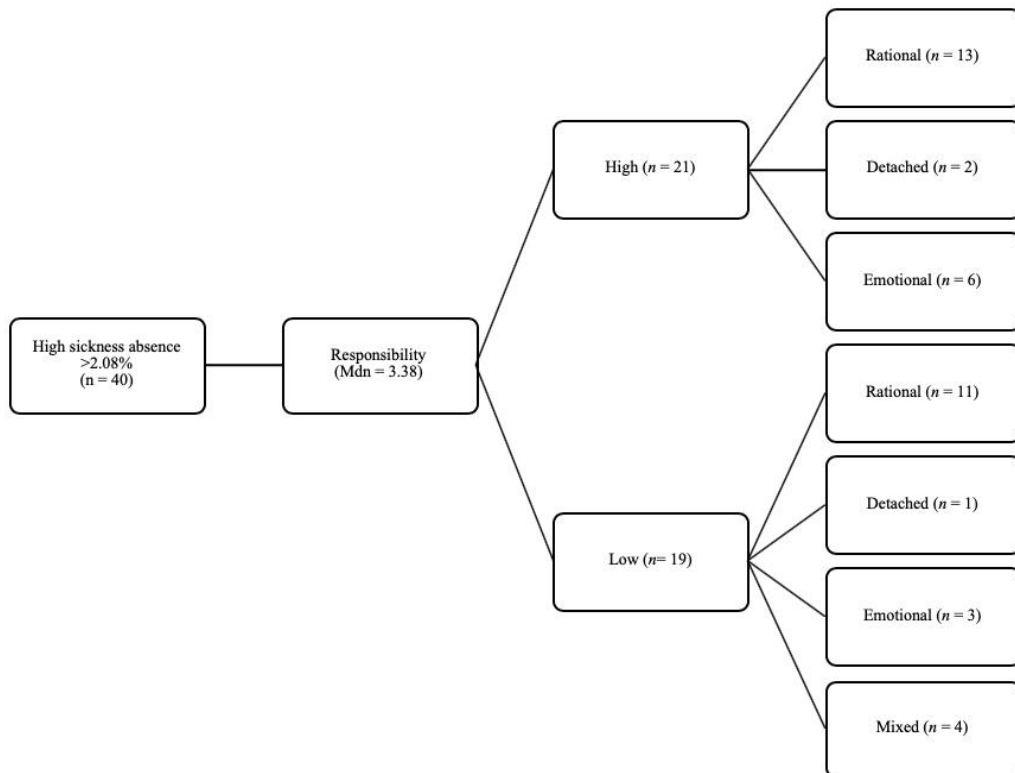 High sickness absence
>2.08%
(n = 40)
Responsibility
(Mdn = 3.38)
High (n = 21)
Low (n= 19)
Rational (n = 13)
Detached (n = 2)
Emotional (n = 6)
Rational (n = 11)
Detached (n = 1)
Emotional (n = 3)
Mixed (n = 4)